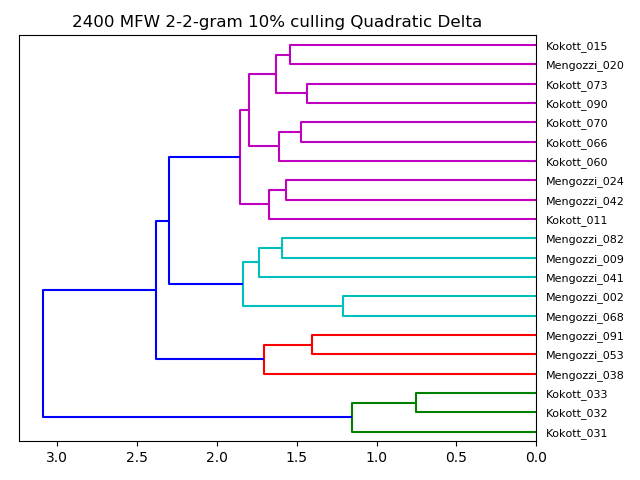 2400 MFW 2-2-gram 10% culling Quadratic Delta
Kokott_015
Mengozzi_020
Kokott_073
Kokott_090
Kokott_070
Kokott_066
Kokott_060
Mengozzi_024
Mengozzi_042
Kokott_011
Mengozzi_082
Mengozzi_009
Mengozzi_041
Mengozzi_002
Mengozzi_068
Mengozzi_091
Mengozzi_053
Mengozzi_038
Kokott_033
Kokott_032
Kokott_031
3.0 2.5 2.0 1.5 1.0 0.5 0.0